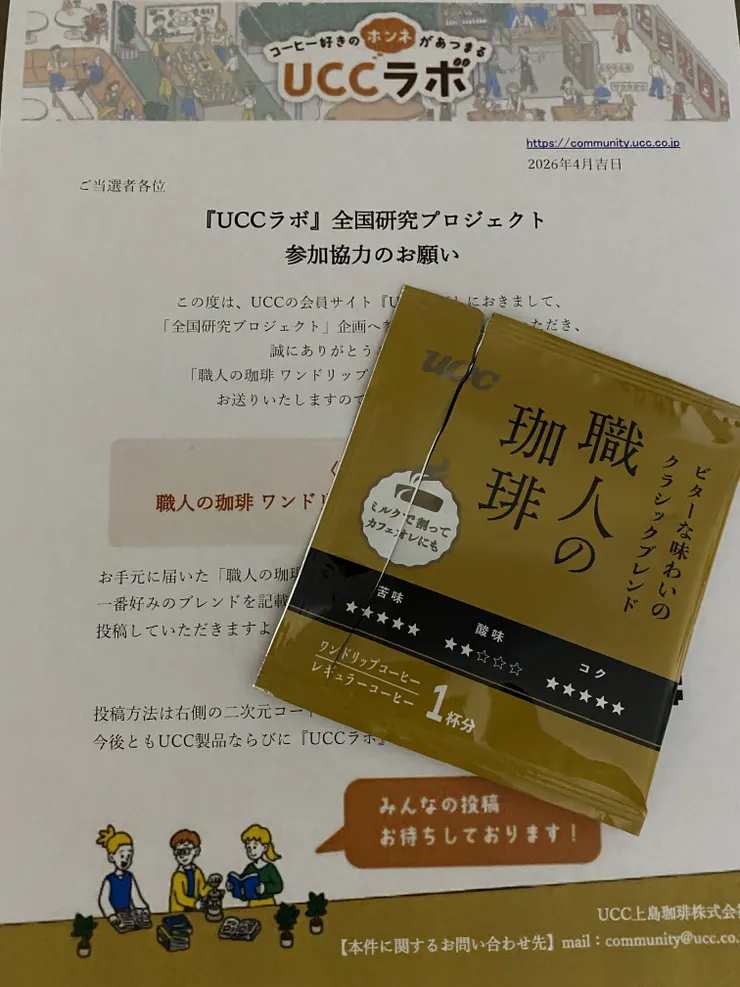 コーヒー好きのホンネがあつまる
UCCラボ
https://community.ucc.co.jp
2026年4月吉日
ご当選者各位
『UCCラボ』全国研究プロジェクト
参加協力のお願い
この度は、UCCの会員サイト『U におきまして、
「全国研究プロジェクト」企画へ ただき、
誠にありがとう
「職人の珈琲 ワンドリップ
お送りいたしますので
職人の珈琲 ワンドリ
お手元に届いた「職人の珈琲
一番好みのブレンドを記載
投稿していただきますよ
投稿方法は右側の二次元コード
今後ともUCC製品ならびに『UCCラボ』
みんなの投稿
お待ちしております!
UCC上島珈琲株式会
【本件に関するお問い合わせ先】mail:community@ucc.co.
ucc
職人の
珈琲
ビターな味わいの
クラシックブレンド
ミルクで割って
カフェオレにも
苦味
★★★★★
酸味
★★☆☆☆
コク
★★★★★
ワンドリップコーヒー
レギュラーコーヒー
1杯分